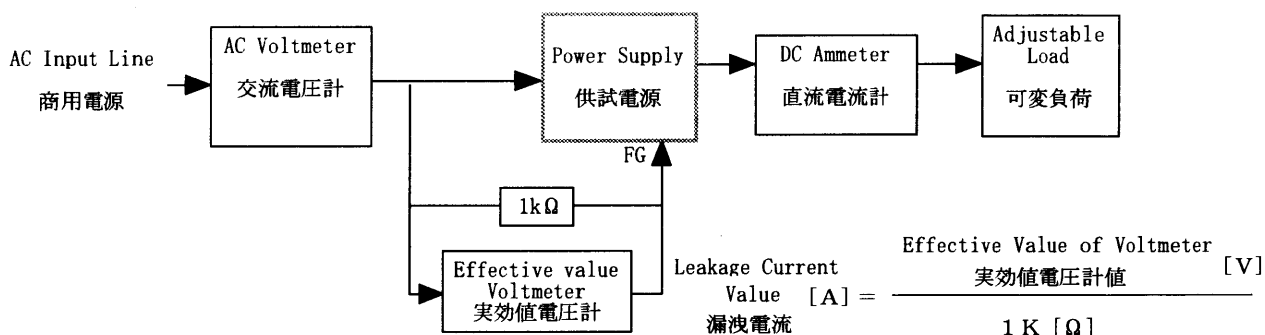 AC Input Line
商用電源
AC Voltmeter
交流電圧計
Power Supply
供試電源
DC Ammeter
直流電流計
Adjustable
Load
可変負荷
FG
1kΩ
Effective value
Voltmeter
実効値電圧計
Leakage Current
Value [A] =
漏洩電流
Effective Value of Voltmeter
実効値電圧計値 [V]
1 K [Ω]